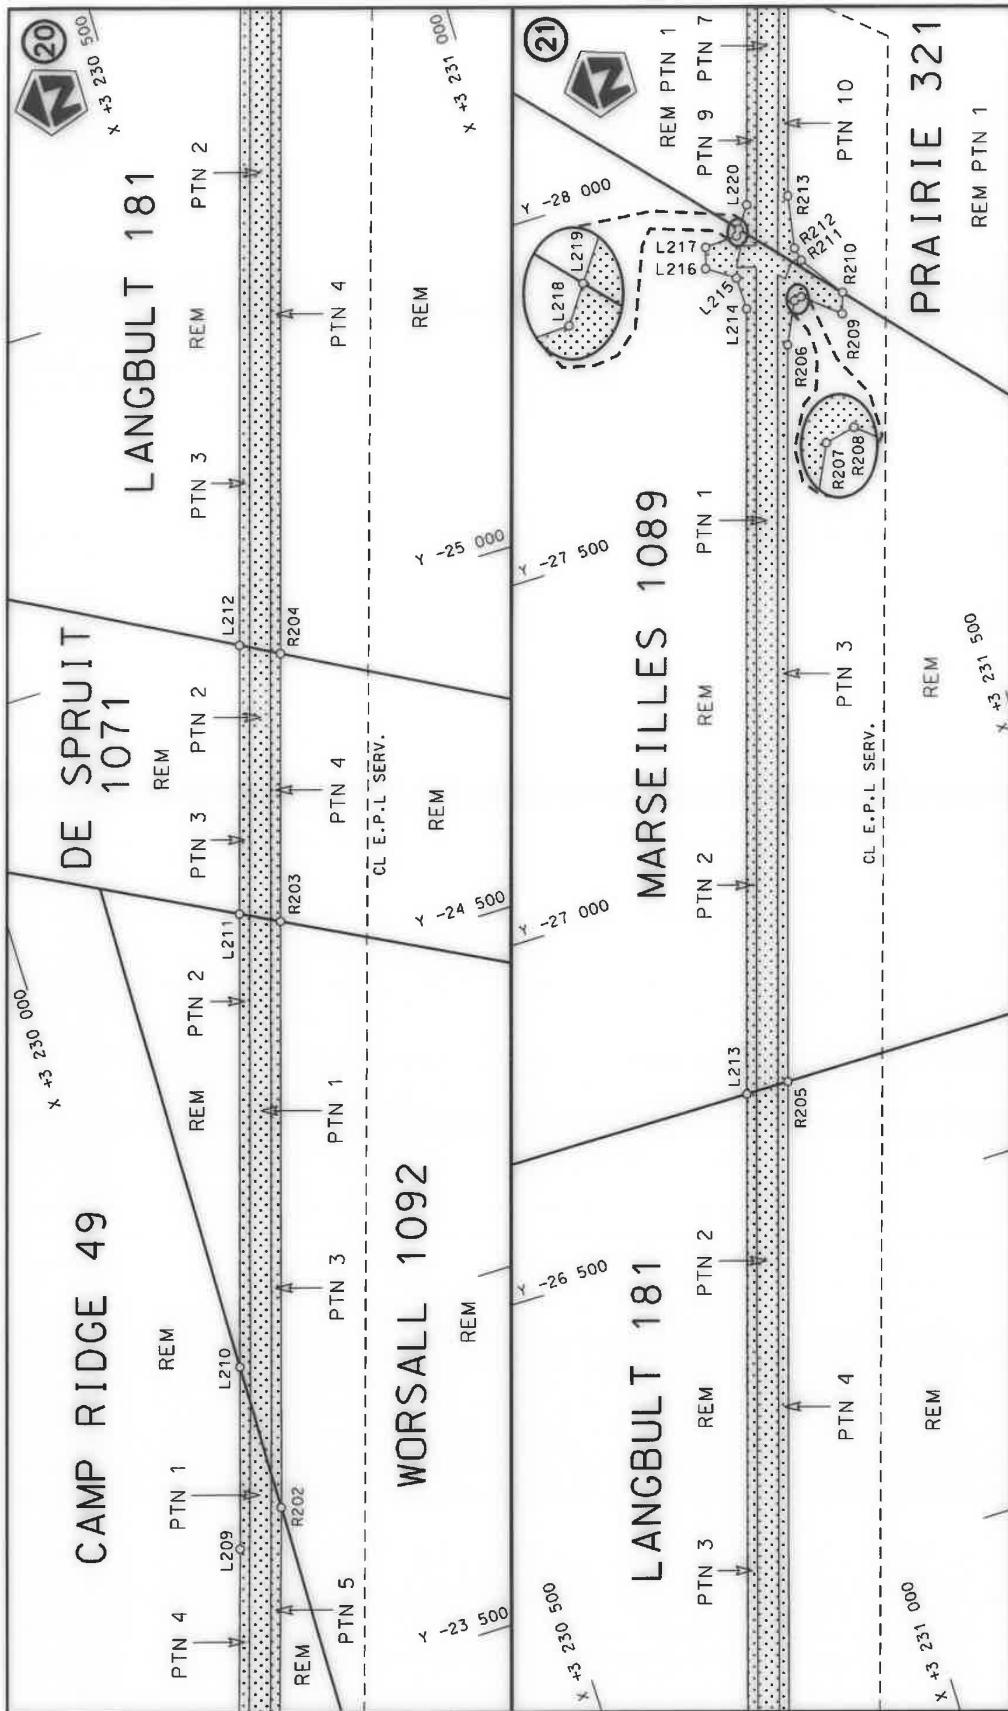 20
N
X +3 230 500
X +3 231 000
LANGBULT 181
PTN 2
REM
PTN 4
REM
PTN 3
Y -25 000
L212
R204
DE SPRUIT
1071
REM
PTN 2
PTN 4
PTN 3
CL E.P.L SERV.
REM
L211
R203
Y -24 500
X +3 230 000
REM
PTN 2
PTN 1
CAMP RIDGE 49
REM
L210
PTN 3
WORSALL 1092
REM
PTN 1
R202
L209
PTN 4
PTN 5
REM
Y -23 500
21
N
REM PTN 1
PTN 7
PTN 9
PTN 10
PRAIRIE 321
REM PTN 1
Y -28 000
L220
L219
L218
L217
L216
L215
L214
R213
R212
R211
R210
R209
R206
R207
R208
MARSEILLES 1089
PTN 1
Y -27 500
REM
PTN 3
REM
X +3 231 500
PTN 2
CL E.P.L SERV.
Y -27 000
L213
R205
LANGBULT 181
PTN 2
Y -26 500
REM
PTN 4
REM
PTN 3
X +3 230 500
X +3 231 000